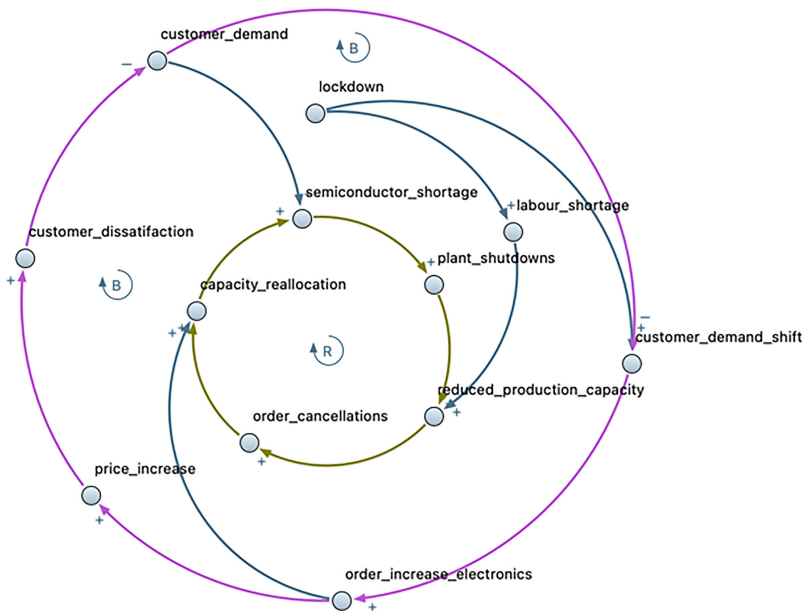 customer_demand
−
B
lockdown
semiconductor_shortage
+
+labour_shortage
customer_dissatifaction
+
plant_shutdowns
+
B
capacity_reallocation
+
+
−
+
customer_demand_shift
R
reduced_production_capacity
+
order_cancellations
+
price_increase
+
order_increase_electronics
+